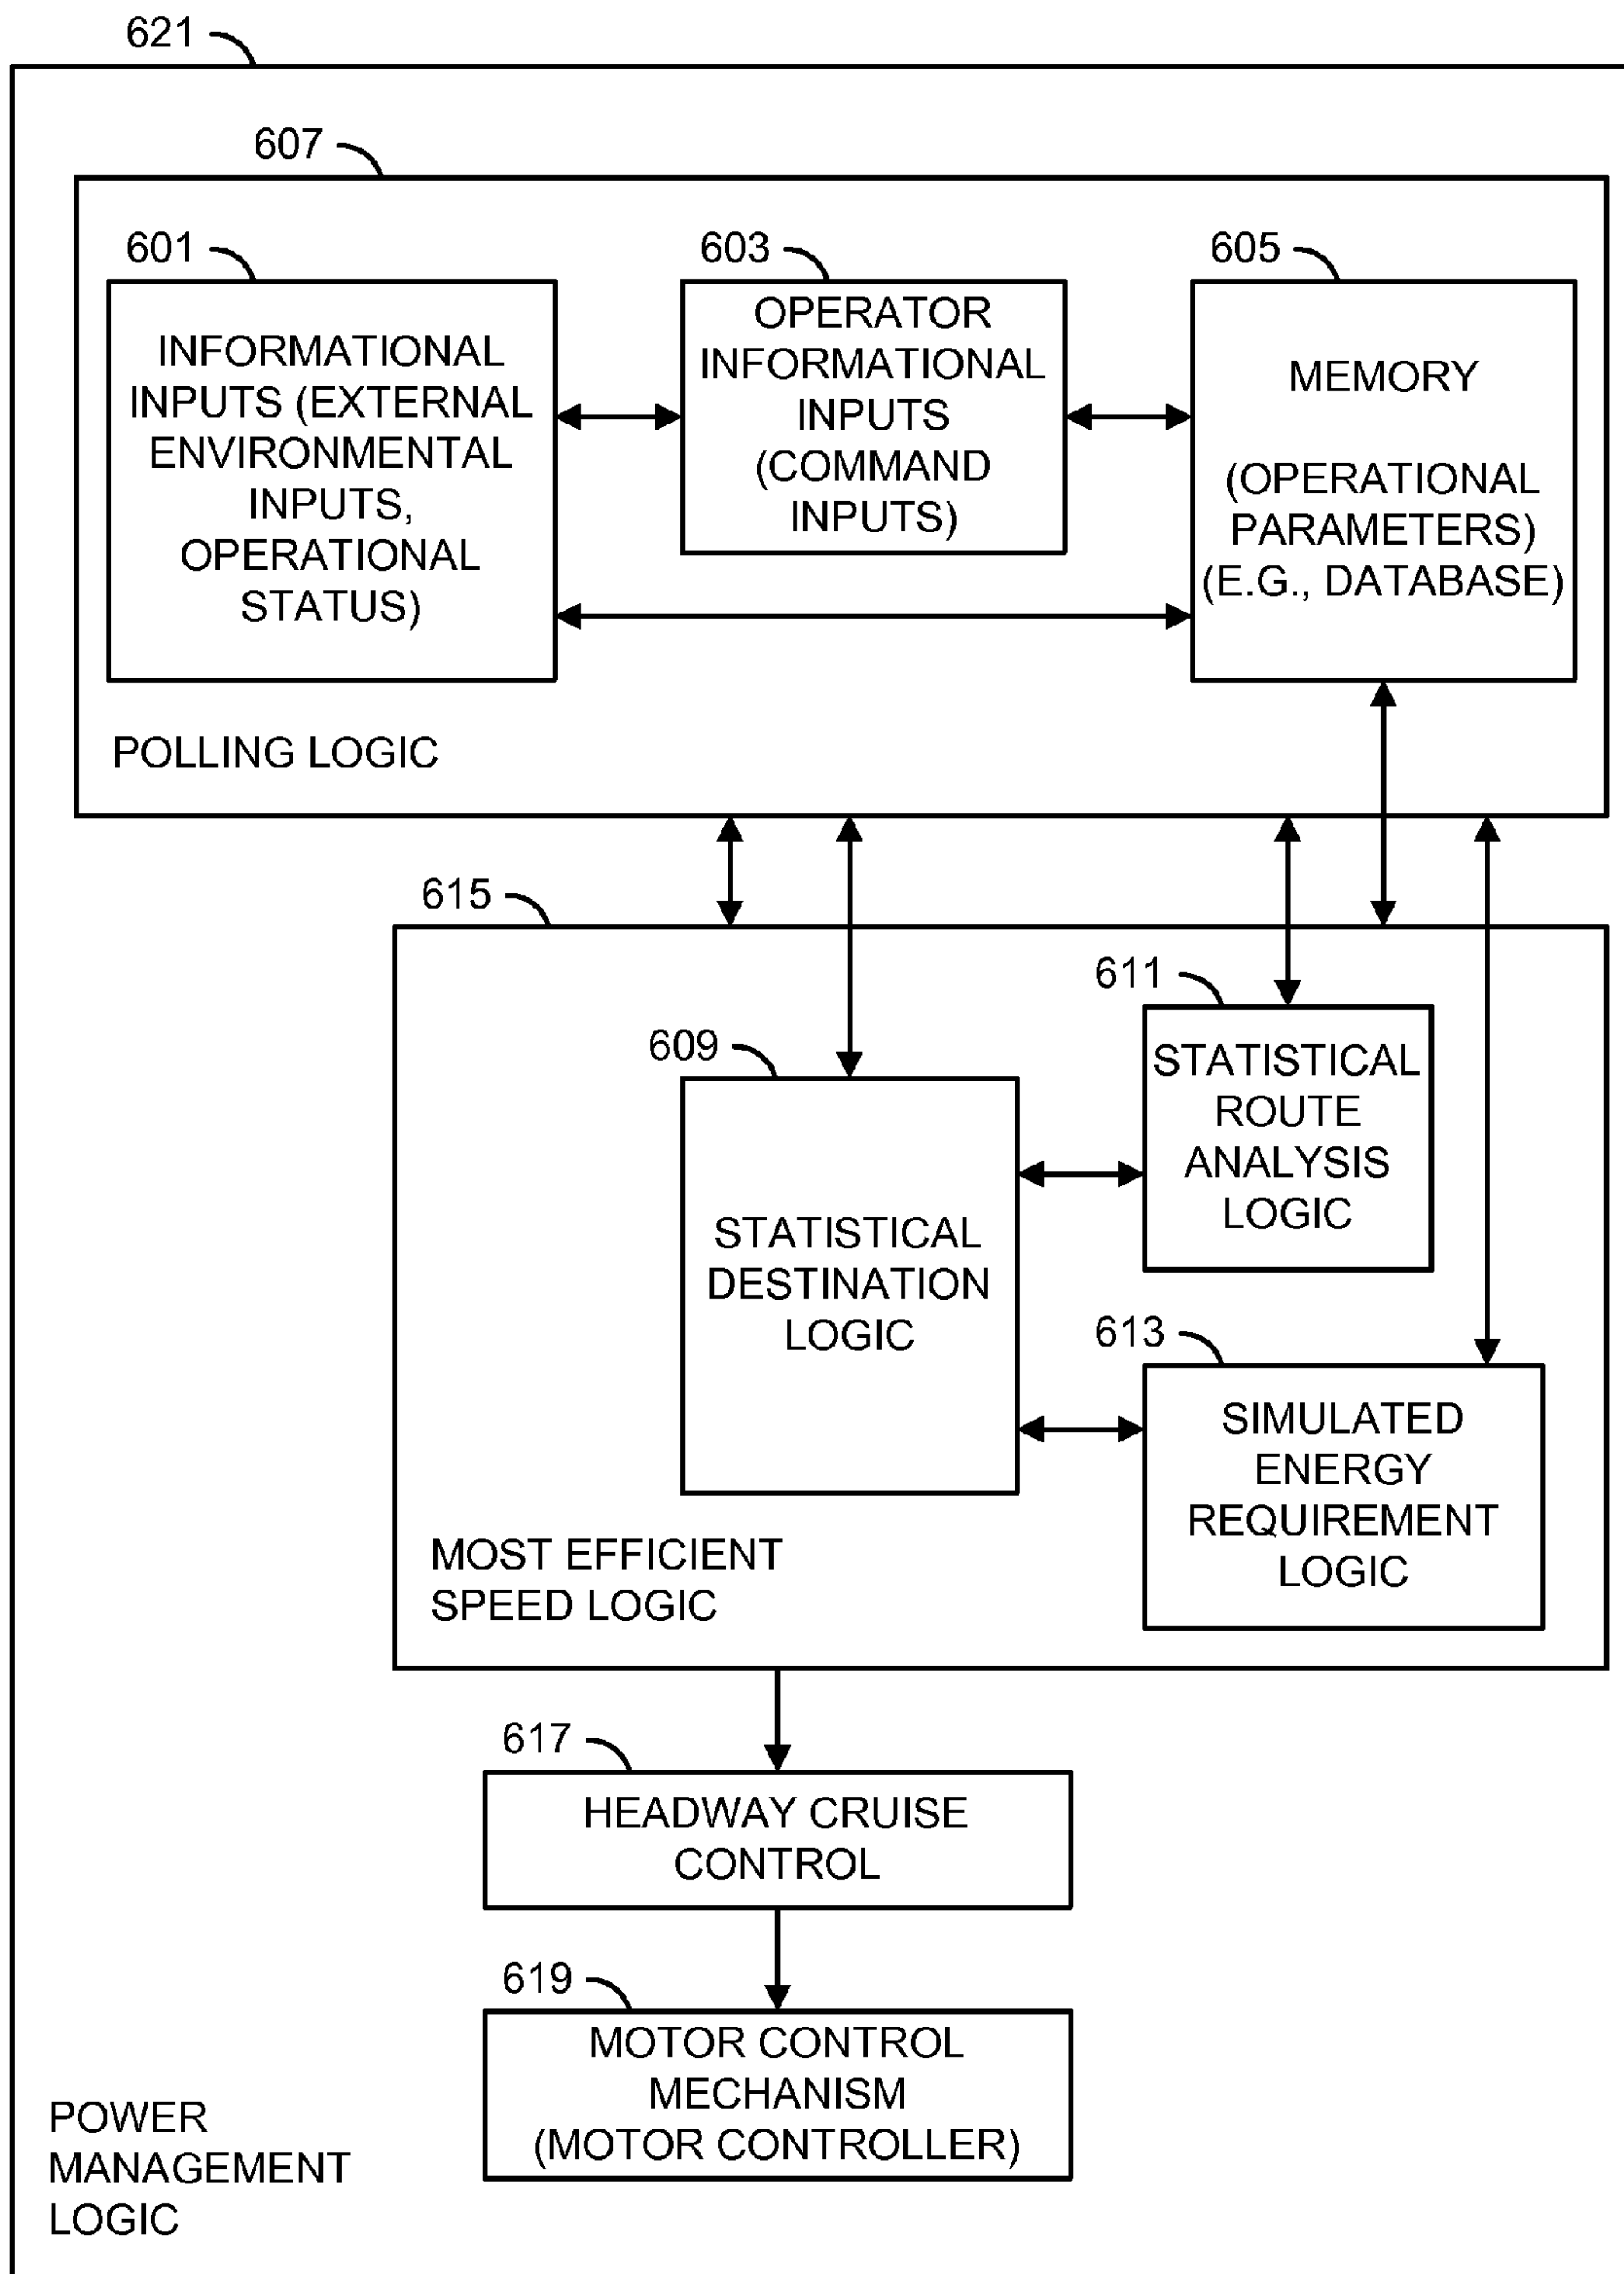 621
607
601
603
605
INFORMATIONAL
INPUTS (EXTERNAL
ENVIRONMENTAL
INPUTS,
OPERATIONAL
STATUS)
OPERATOR
INFORMATIONAL
INPUTS
(COMMAND
INPUTS)
MEMORY
(OPERATIONAL
PARAMETERS)
(E.G., DATABASE)
POLLING LOGIC
615
611
609
STATISTICAL
ROUTE
ANALYSIS
LOGIC
STATISTICAL
DESTINATION
LOGIC
613
SIMULATED
ENERGY
REQUIREMENT
LOGIC
MOST EFFICIENT
SPEED LOGIC
617
HEADWAY CRUISE
CONTROL
619
MOTOR CONTROL
MECHANISM
(MOTOR CONTROLLER)
POWER
MANAGEMENT
LOGIC